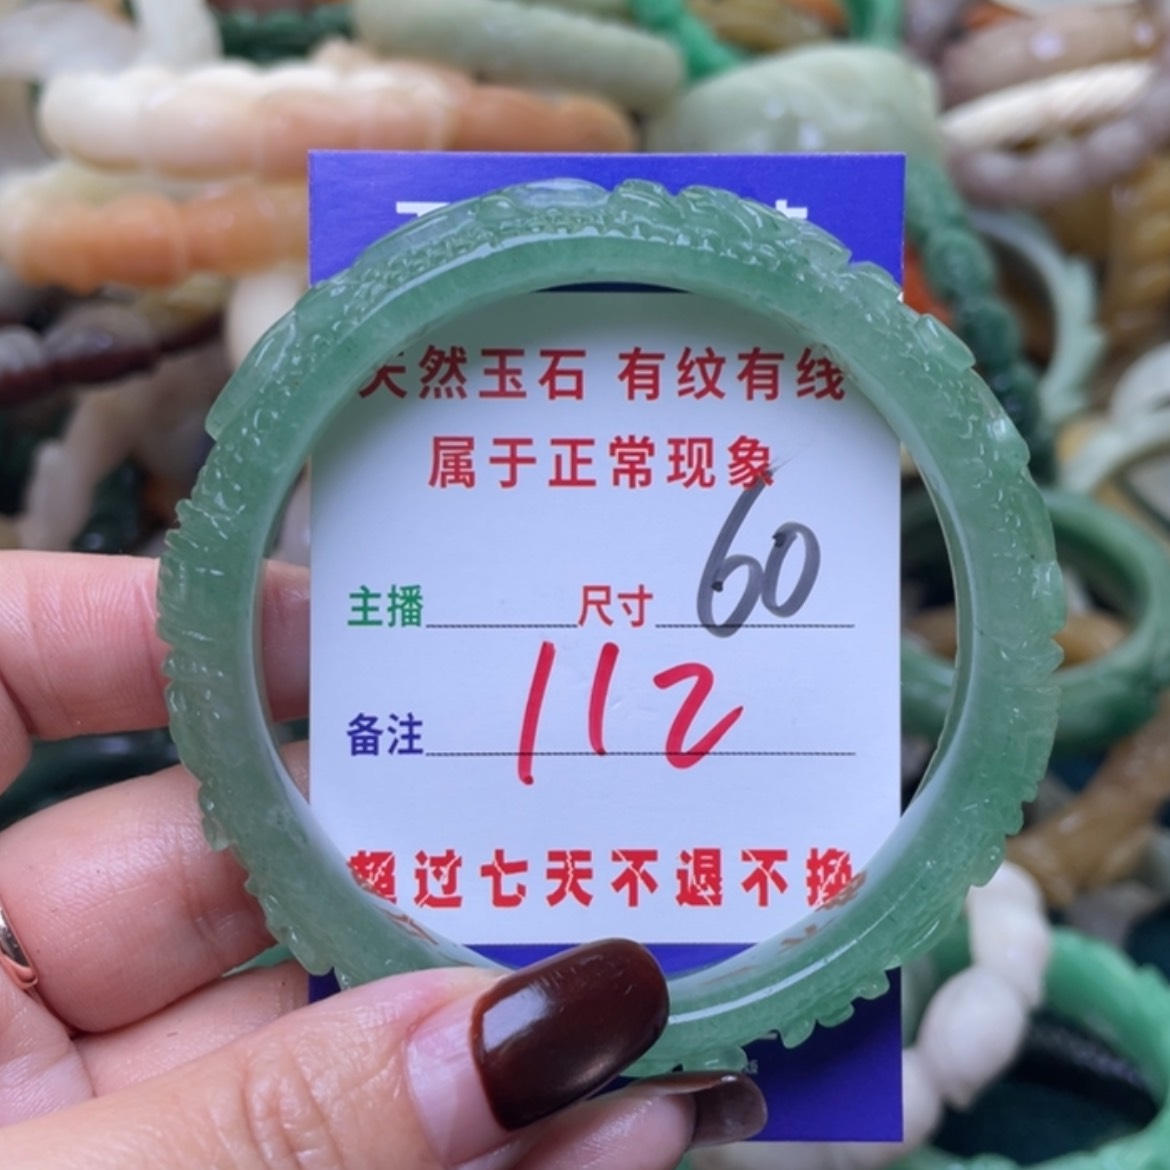 天然玉石 有纹有线
属于正常现象
主播 尺寸 60
备注 112
超过七天不退不换